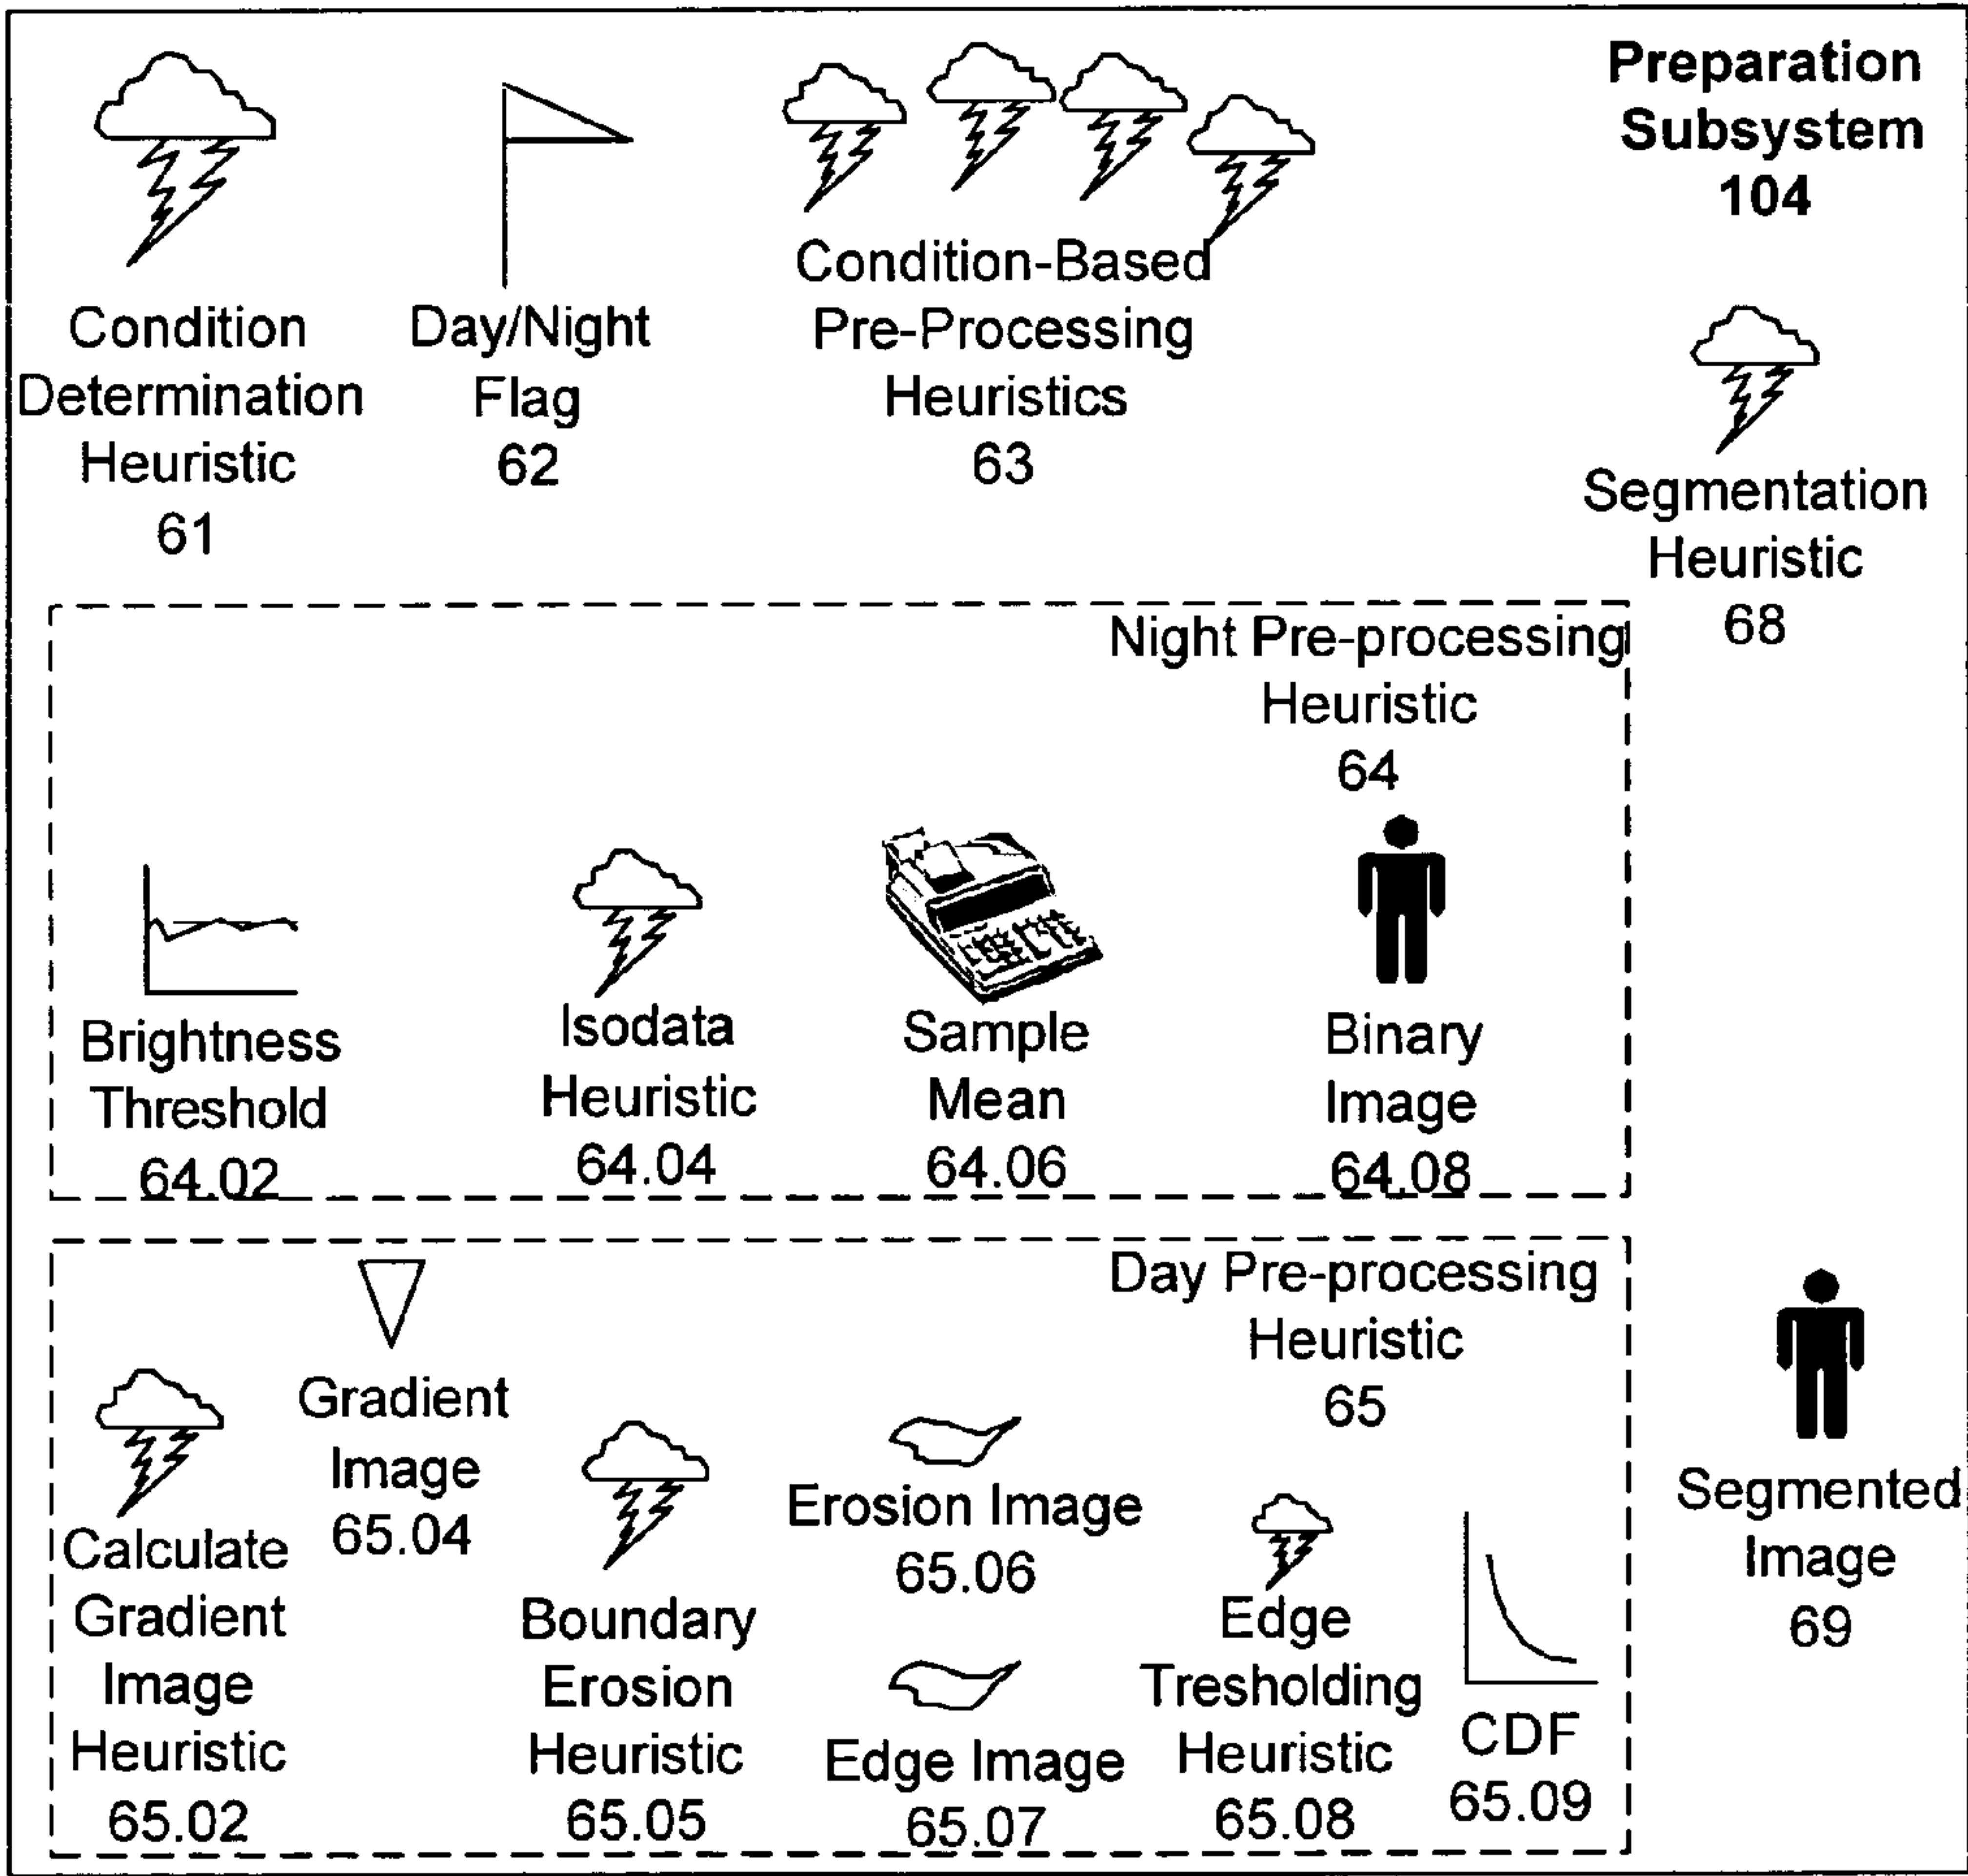 Preparation
Subsystem
104
Condition
Determination
Heuristic
61
Day/Night
Flag
62
Condition-Based
Pre-Processing
Heuristics
63
Segmentation
Heuristic
68
Night Pre-processing
Heuristic
64
Brightness
Threshold
64.02
Isodata
Heuristic
64.04
Sample
Mean
64.06
Binary
Image
64.08
Day Pre-processing
Heuristic
65
Calculate
Gradient
Image
Heuristic
65.02
Gradient
Image
65.04
Boundary
Erosion
Heuristic
65.05
Erosion Image
65.06
Edge Image
65.07
Edge
Tresholding
Heuristic
65.08
CDF
65.09
Segmented
Image
69